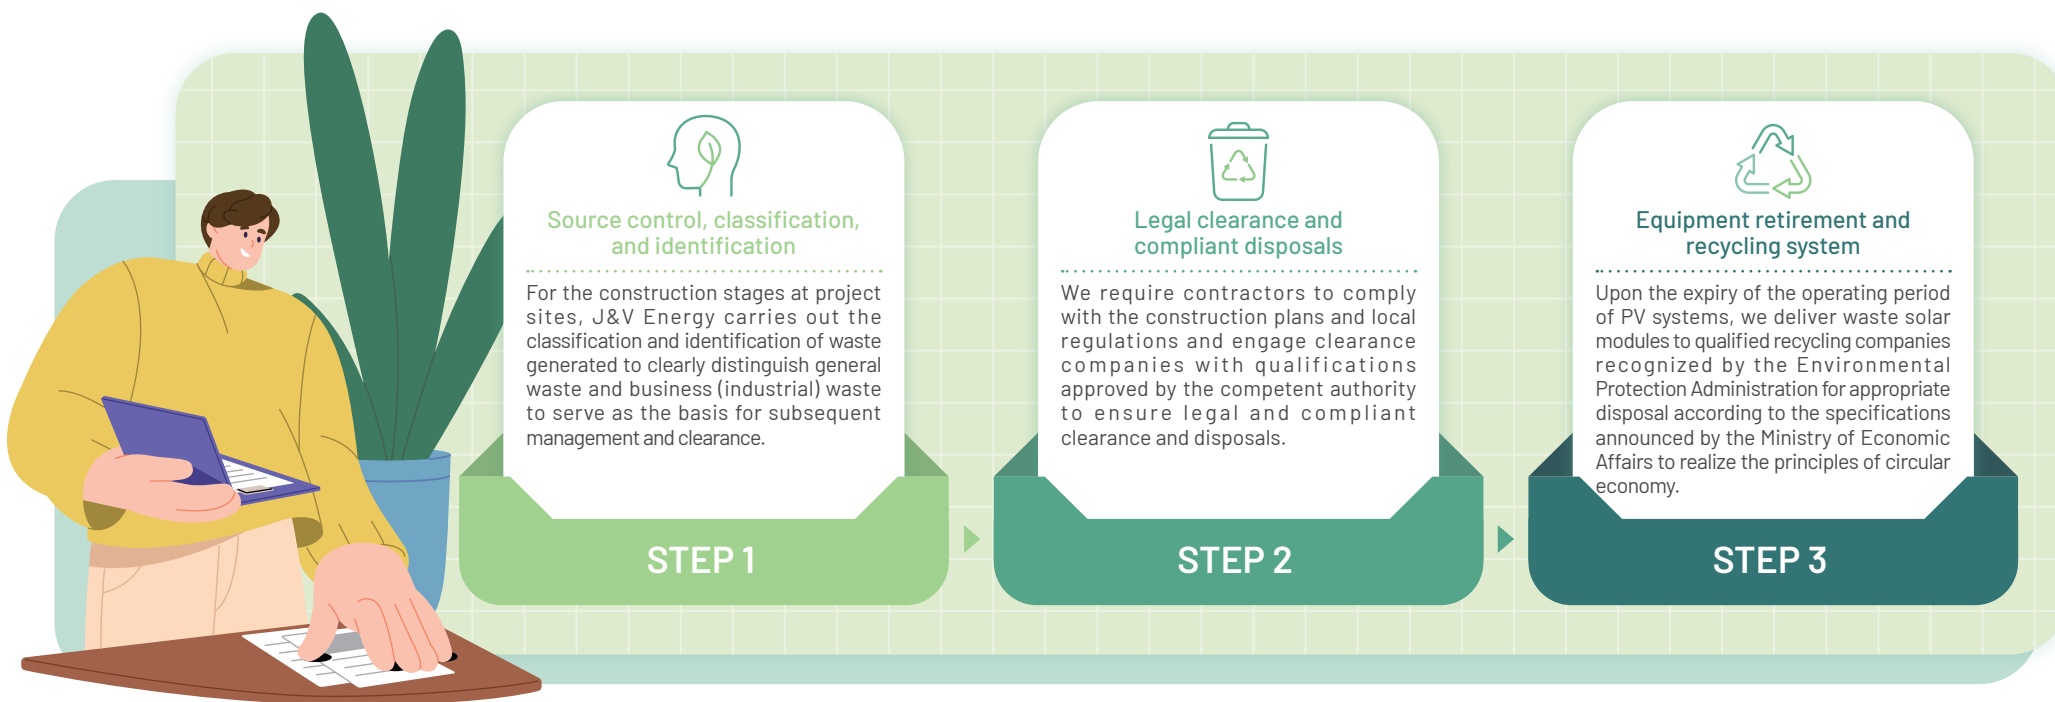 Source control, classification,
and identification
For the construction stages at project
sites, J&V Energy carries out the
classification and identification of waste
generated to clearly distinguish general
waste and business (industrial) waste
to serve as the basis for subsequent
management and clearance.
STEP 1
Legal clearance and
compliant disposals
We require contractors to comply
with the construction plans and local
regulations and engage clearance
companies with qualifications
approved by the competent authority
to ensure legal and compliant
clearance and disposals.
STEP 2
Equipment retirement and
recycling system
Upon the expiry of the operating period
of PV systems, we deliver waste solar
modules to qualified recycling companies
recognized by the Environmental
Protection Administration for appropriate
disposal according to the specifications
announced by the Ministry of Economic
Affairs to realize the principles of circular
economy.
STEP 3